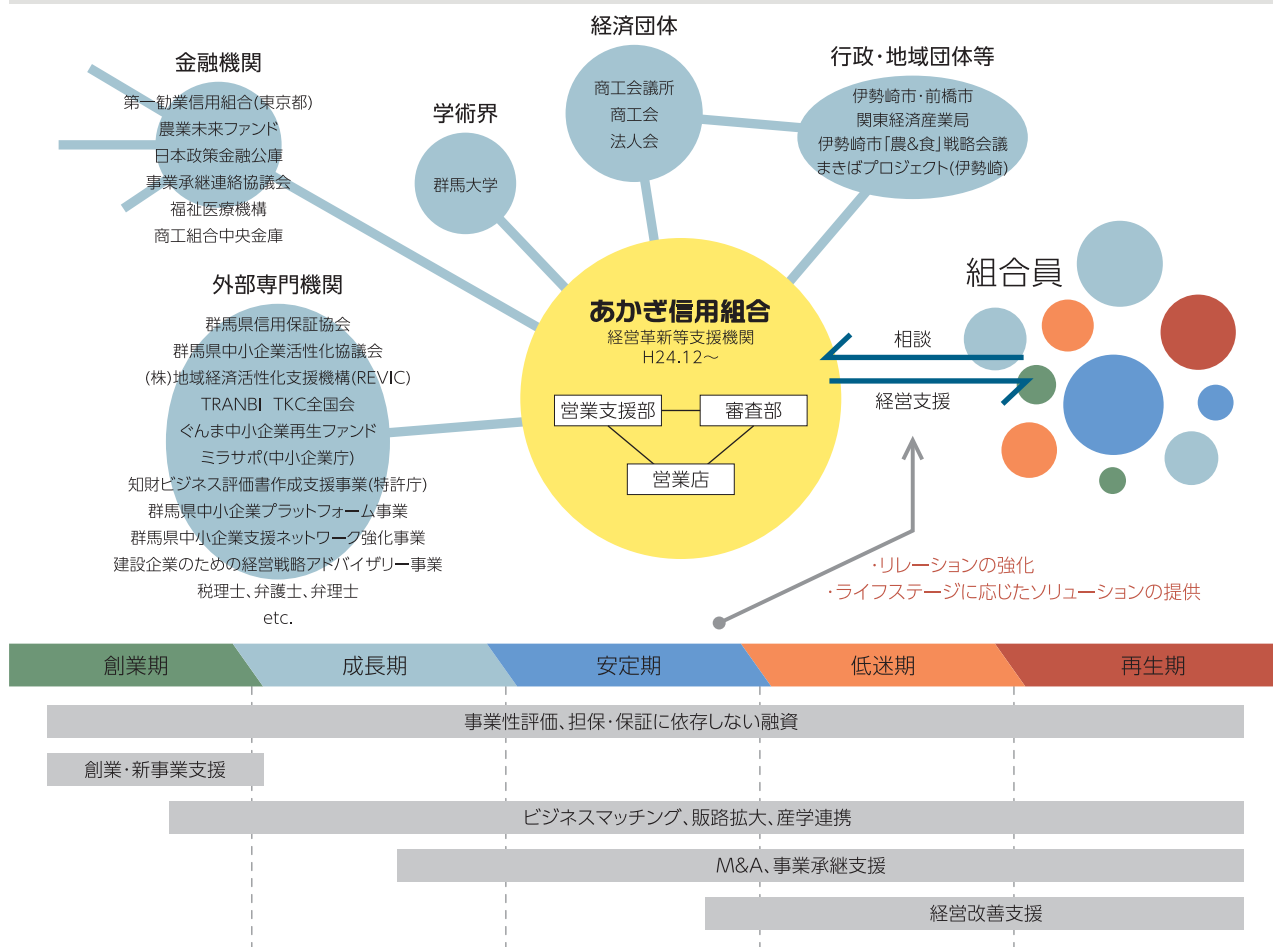 金融機関
第一勧業信用組合(東京都)
農業未来ファンド
日本政策金融公庫
事業承継連絡協議会
福祉医療機構
商工組合中央金庫
学術界
群馬大学
経済団体
商工会議所
商工会
法人会
行政・地域団体等
伊勢崎市・前橋市
関東経済産業局
伊勢崎市「農&食」戦略会議
まきばプロジェクト(伊勢崎)
外部専門機関
群馬県信用保証協会
群馬県中小企業活性化協議会
(株)地域経済活性化支援機構(REVIC)
TRANBI TKC全国会
ぐんま中小企業再生ファンド
ミラサポ(中小企業庁)
知財ビジネス評価書作成支援事業(特許庁)
群馬県中小企業プラットフォーム事業
群馬県中小企業支援ネットワーク強化事業
建設企業のための経営戦略アドバイザリー事業
税理士、弁護士、弁理士
etc.
あかぎ信用組合
経営革新等支援機関
H24.12～
営業支援部
審査部
営業店
組合員
相談
経営支援
・リレーションの強化
・ライフステージに応じたソリューションの提供
創業期
成長期
安定期
低迷期
再生期
事業性評価、担保・保証に依存しない融資
創業・新事業支援
ビジネスマッチング、販路拡大、産学連携
M&A、事業承継支援
経営改善支援